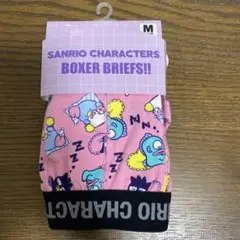 M
SANRIO CHARACTERS
BOXER BRIEFS!!
Z Z Z
RIO CHARACT